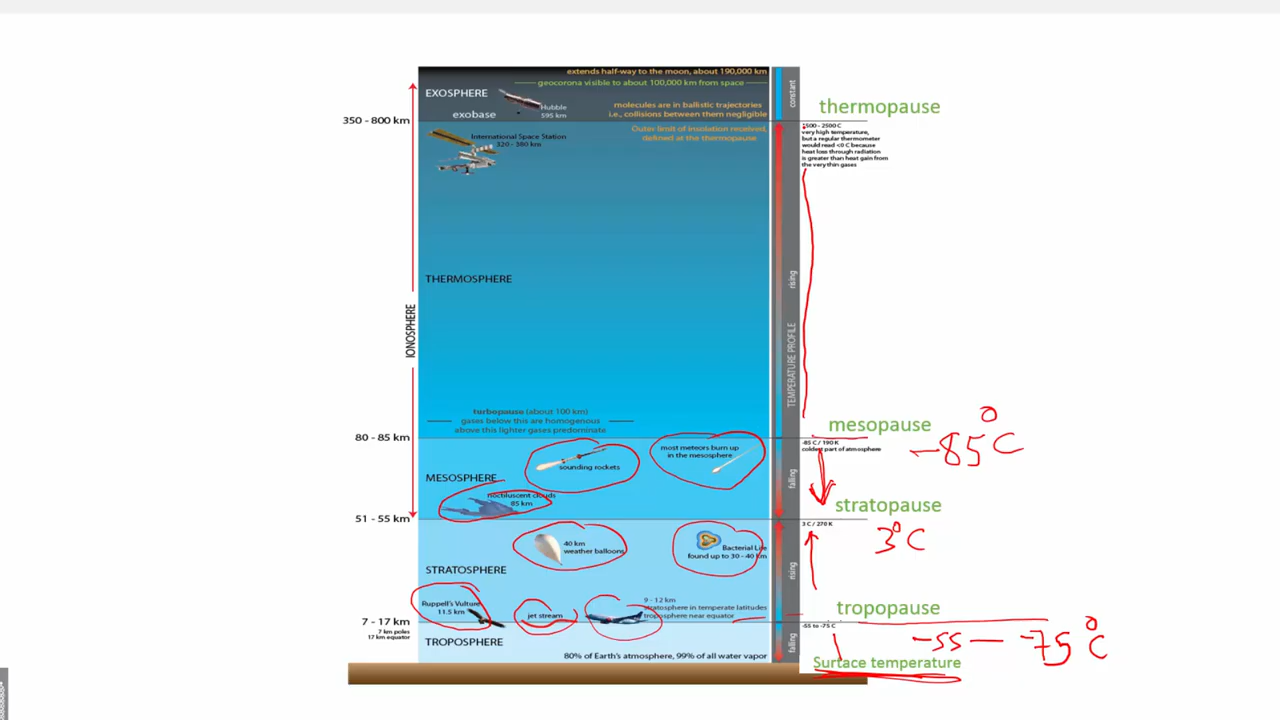 extends half-way to the moon, about 190,000 km
geocorona visible to about 100,000 km from space
EXOSPHERE
Hubble
595 km
exobase
molecules are in ballistic trajectories
i.e., collisions between them negligible
constant
thermopause
350 - 800 km
International Space Station
320 - 380 km
Outer limit of insolation received,
defined at the thermopause
1500 - 2500 C
very high temperature,
but a regular thermometer
would read <0 C because
heat loss through radiation
is greater than heat gain from
the very thin gases
THERMOSPHERE
rising
IONOSPHERE
TEMPERATURE PROFILE
turbopause (about 100 km)
gates below this are homogenous
above this lighter gases predominate
mesopause
80 - 85 km
-85 C / 190 K
coldest part of atmosphere
-85°C
most meteors burn up
in the mesosphere
sounding rockets
MESOSPHERE
falling
noctiluscent clouds
85 km
stratopause
51 - 55 km
3 C / 270 K
3°C
40 km
weather balloons
Bacterial Life
found up to 30 - 40 km
STRATOSPHERE
rising
Ruppell's Vulture
11.5 km
jet stream
9 - 12 km
stratosphere in temperate latitudes
troposphere near equator
tropopause
7 - 17 km
7 km poles
17 km equator
-55 to -75 C
-55 — -75°C
TROPOSPHERE
falling
80% of Earth's atmosphere, 99% of all water vapor
Surface temperature